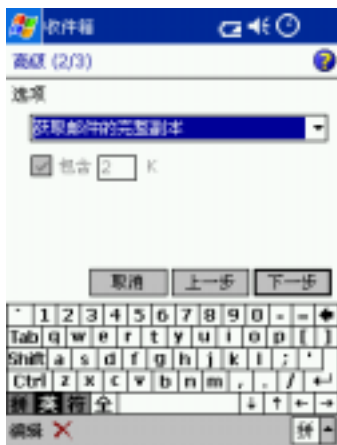 收件箱
高级 (2/3)
选项
获取邮件的完整副本
包含 2 K
取消 上一步 下一步
` 1 2 3 4 5 6 7 8 9 0 - =
Tab q w e r t y u i o p [ ]
Shift a s d f g h j k l ; '
Ctrl z x c v b n m , . /
拼 英 符 全
编辑 拼